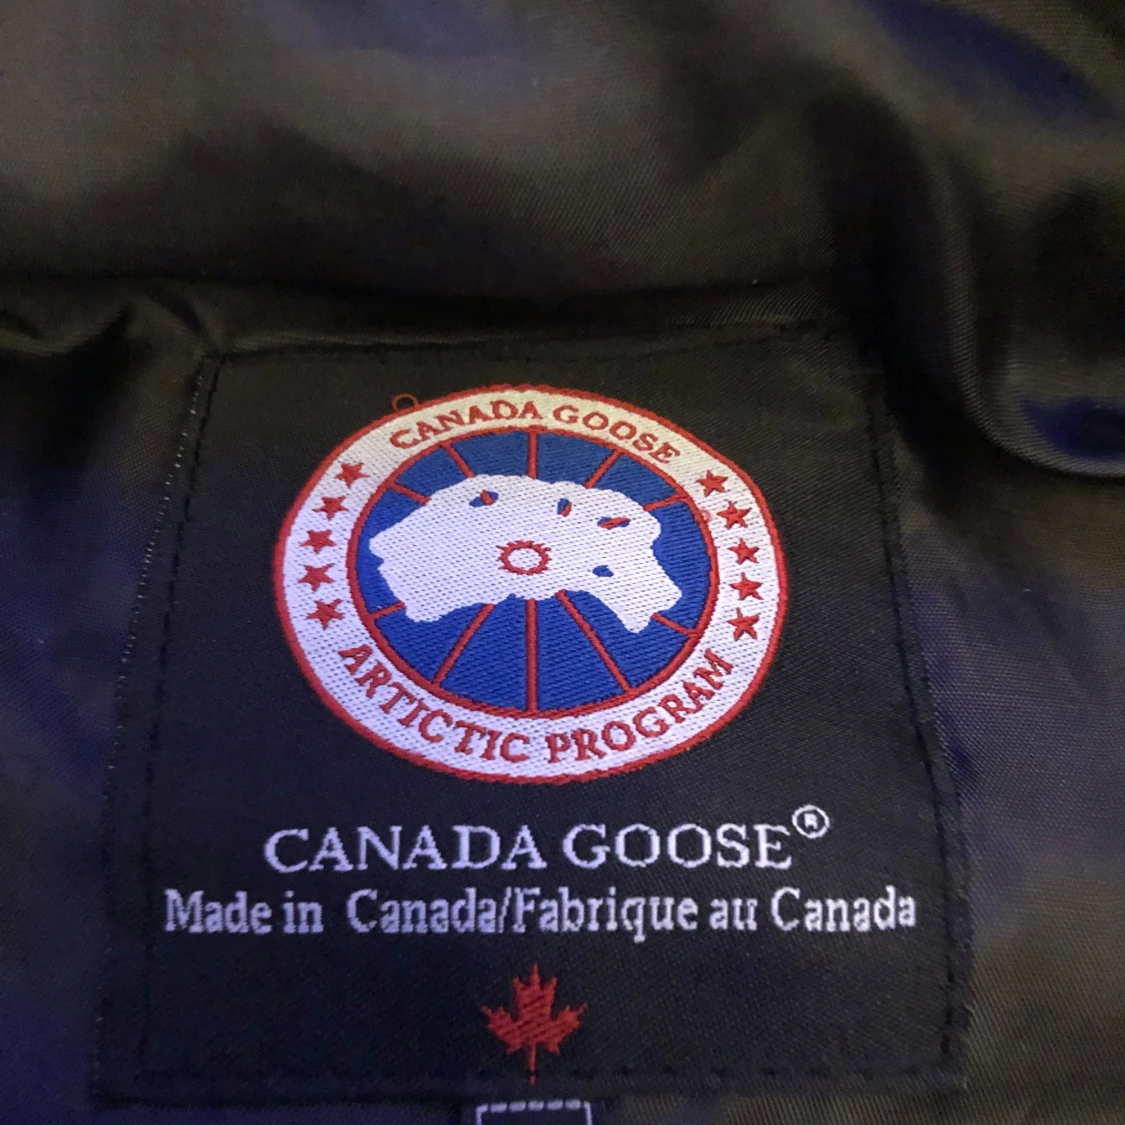 CANADA GOOSE
ARTICTIC PROGRAM
CANADA GOOSE®
Made in Canada/Fabrique au Canada